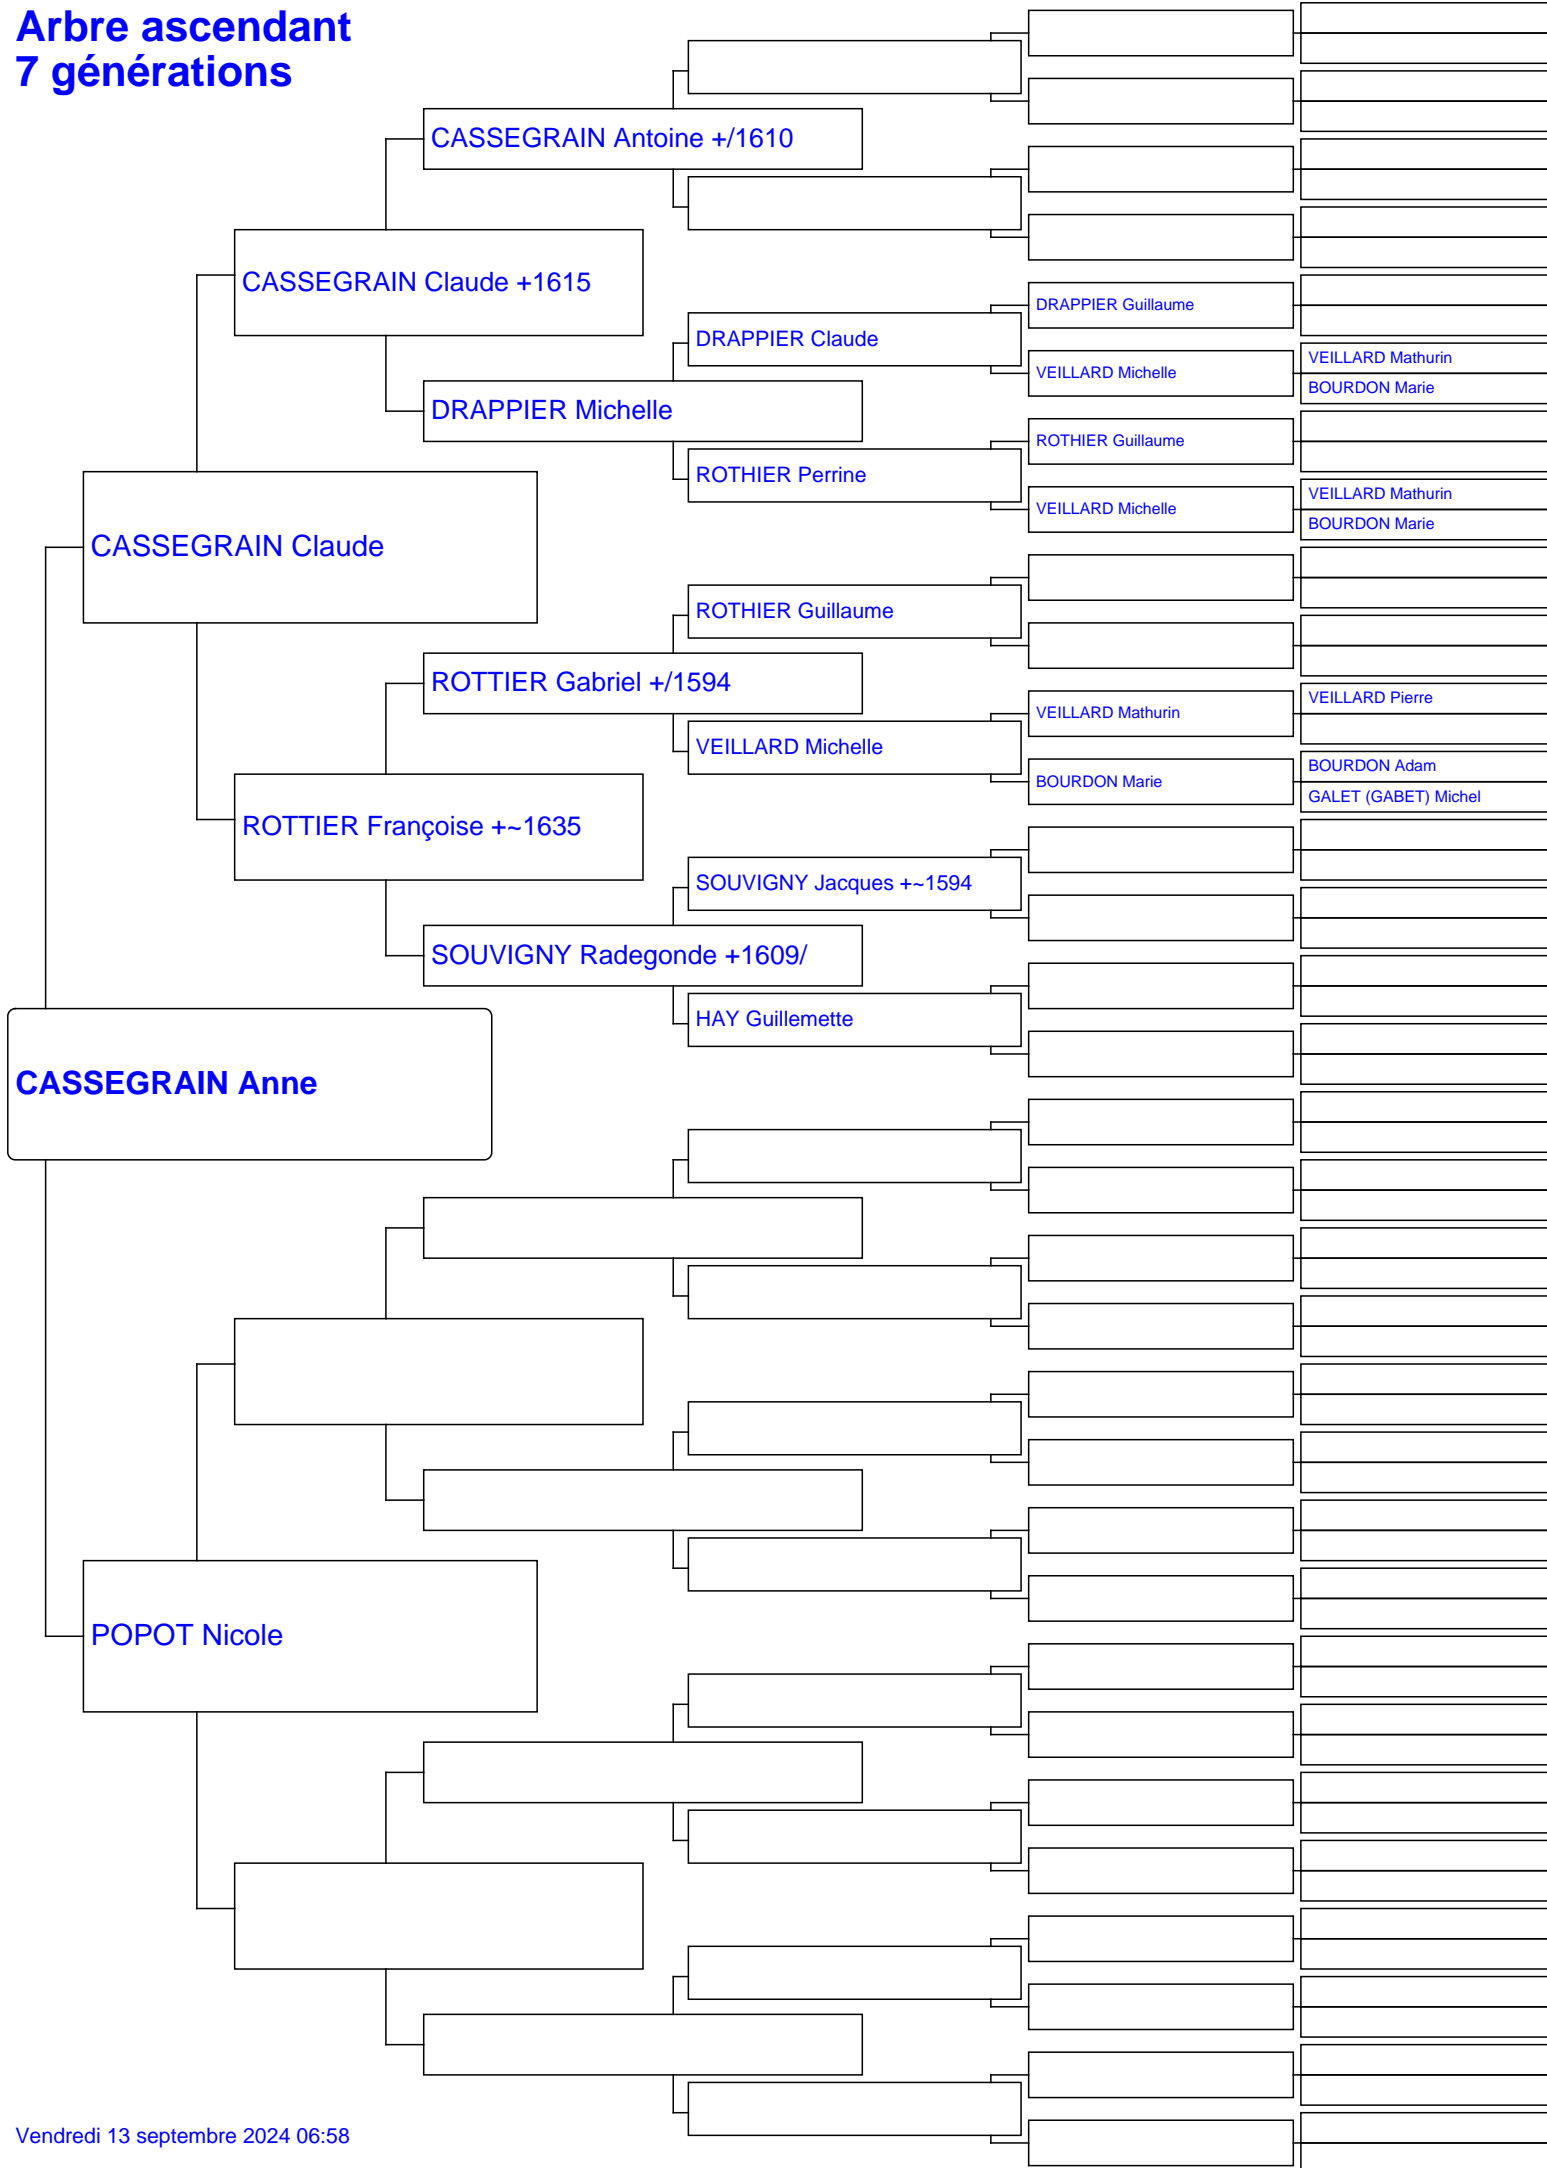 Arbre ascendant
7 générations
CASSEGRAIN Antoine +/1610
CASSEGRAIN Claude +1615
DRAPPIER Guillaume
DRAPPIER Claude
VEILLARD Mathurin
VEILLARD Michelle
BOURDON Marie
DRAPPIER Michelle
ROTHIER Guillaume
ROTHIER Perrine
VEILLARD Mathurin
VEILLARD Michelle
BOURDON Marie
CASSEGRAIN Claude
ROTHIER Guillaume
ROTTIER Gabriel +/1594
VEILLARD Pierre
VEILLARD Mathurin
VEILLARD Michelle
BOURDON Adam
BOURDON Marie
GALET (GABET) Michel
ROTTIER Françoise +~1635
SOUVIGNY Jacques +~1594
SOUVIGNY Radegonde +1609/
HAY Guillemette
CASSEGRAIN Anne
POPOT Nicole
Vendredi 13 septembre 2024 06:58